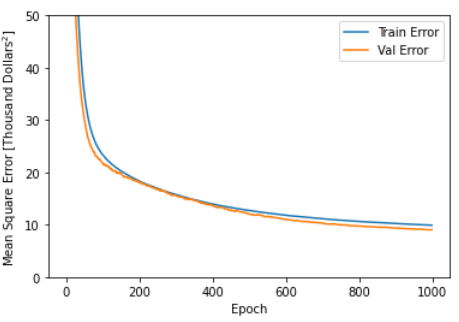 Mean Square Error [Thousand Dollars²]
50
40
30
20
10
0
Train Error
Val Error
0 200 400 600 800 1000
Epoch